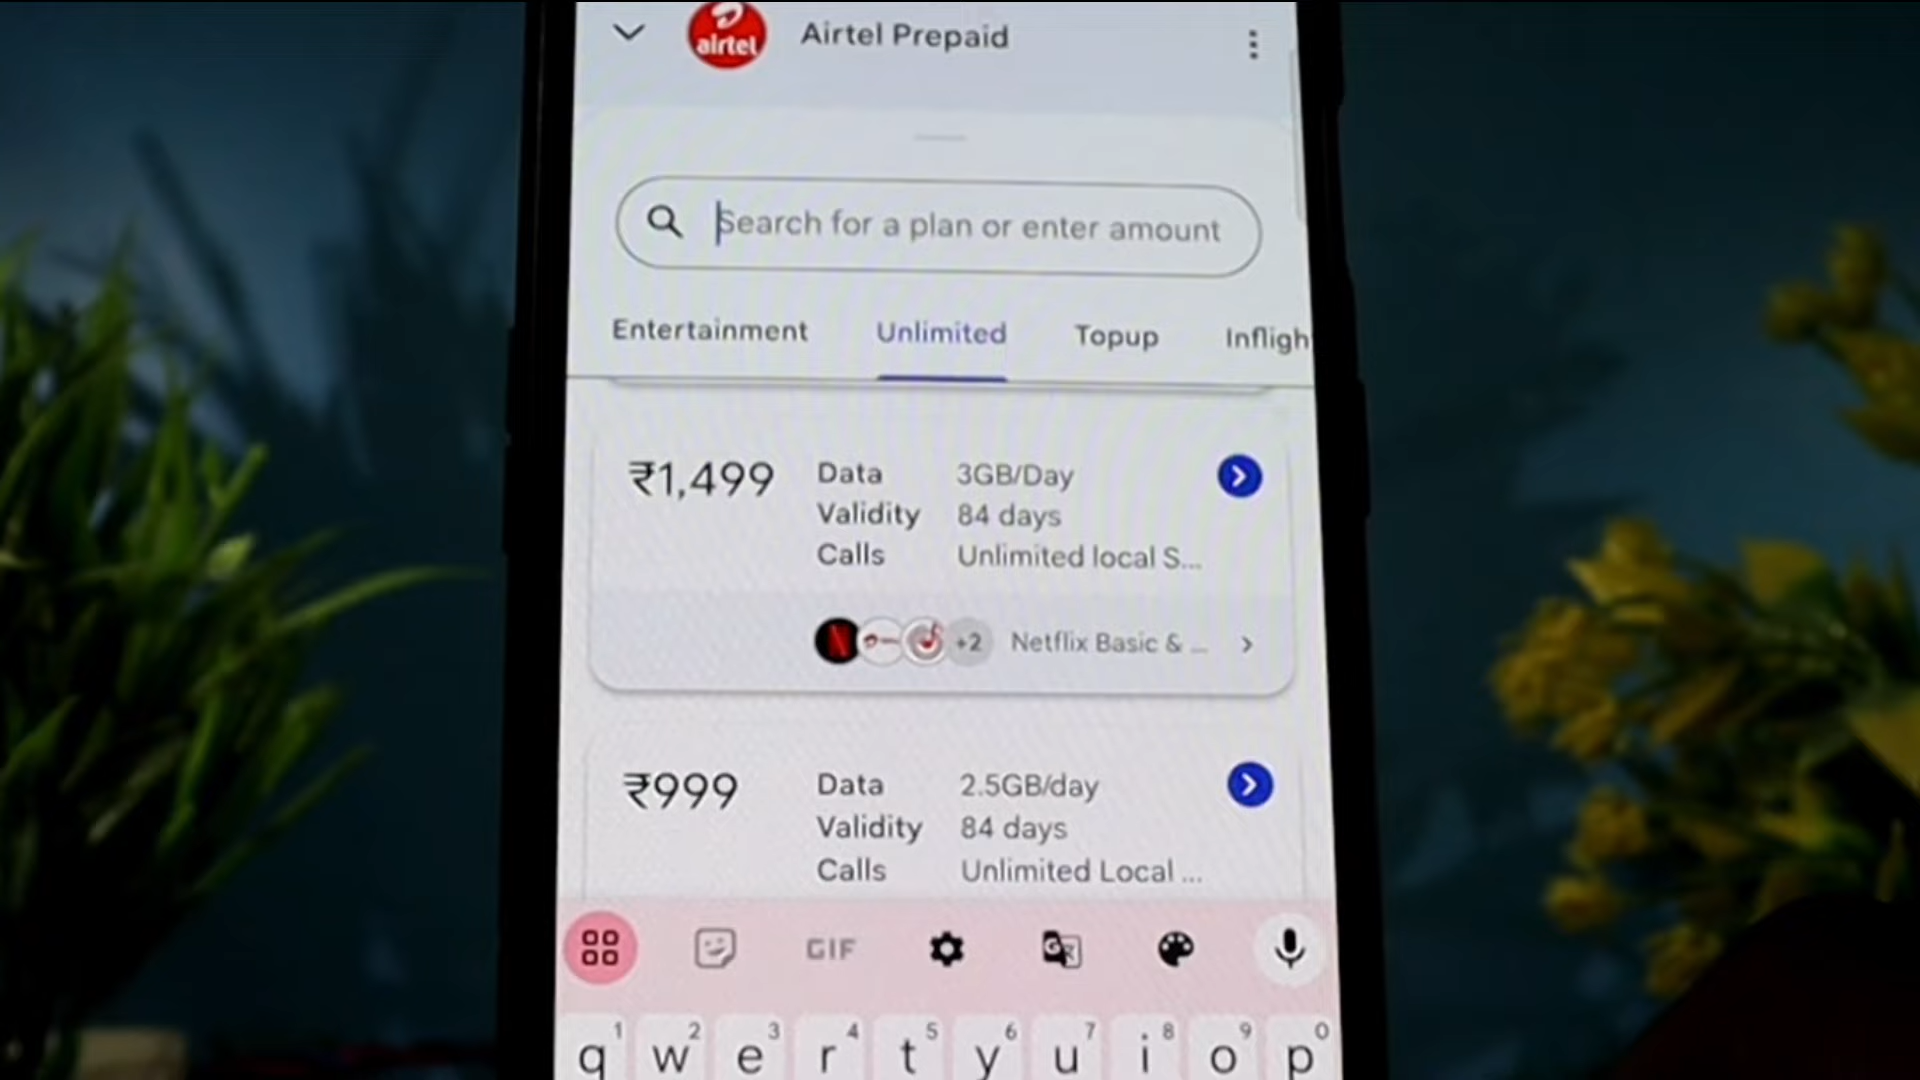 airtel
Airtel Prepaid
Search for a plan or enter amount
Entertainment Unlimited Topup Infligh
₹1,499
Data 3GB/Day
Validity 84 days
Calls Unlimited local S...
N +2 Netflix Basic & ...
₹999
Data 2.5GB/day
Validity 84 days
Calls Unlimited Local ...
GIF G
1 2 3 4 5 6 7 8 9 0
q w e r t y u i o p